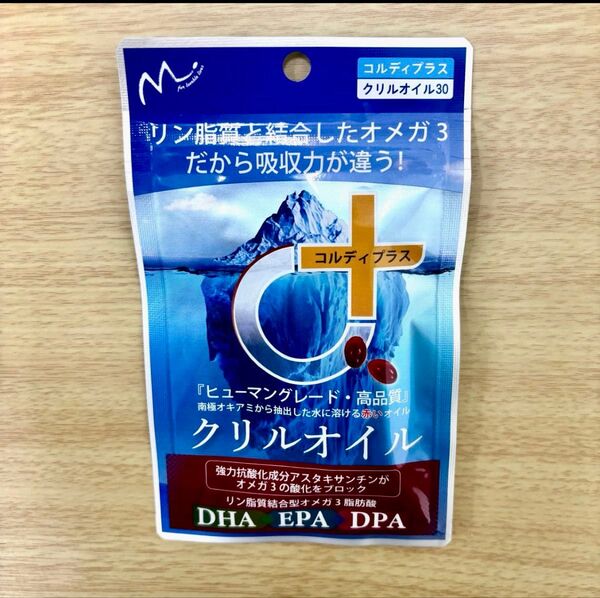 M.
for humble lives
コルディプラス
クリルオイル30
リン脂質と結合したオメガ3
だから吸収力が違う!
コルディプラス
『ヒューマングレード・高品質』
南極オキアミから抽出した水に溶ける赤いオイル
クリルオイル
強力抗酸化成分アスタキサンチンが
オメガ3の酸化をブロック
リン脂質結合型オメガ3脂肪酸
DHA EPA DPA